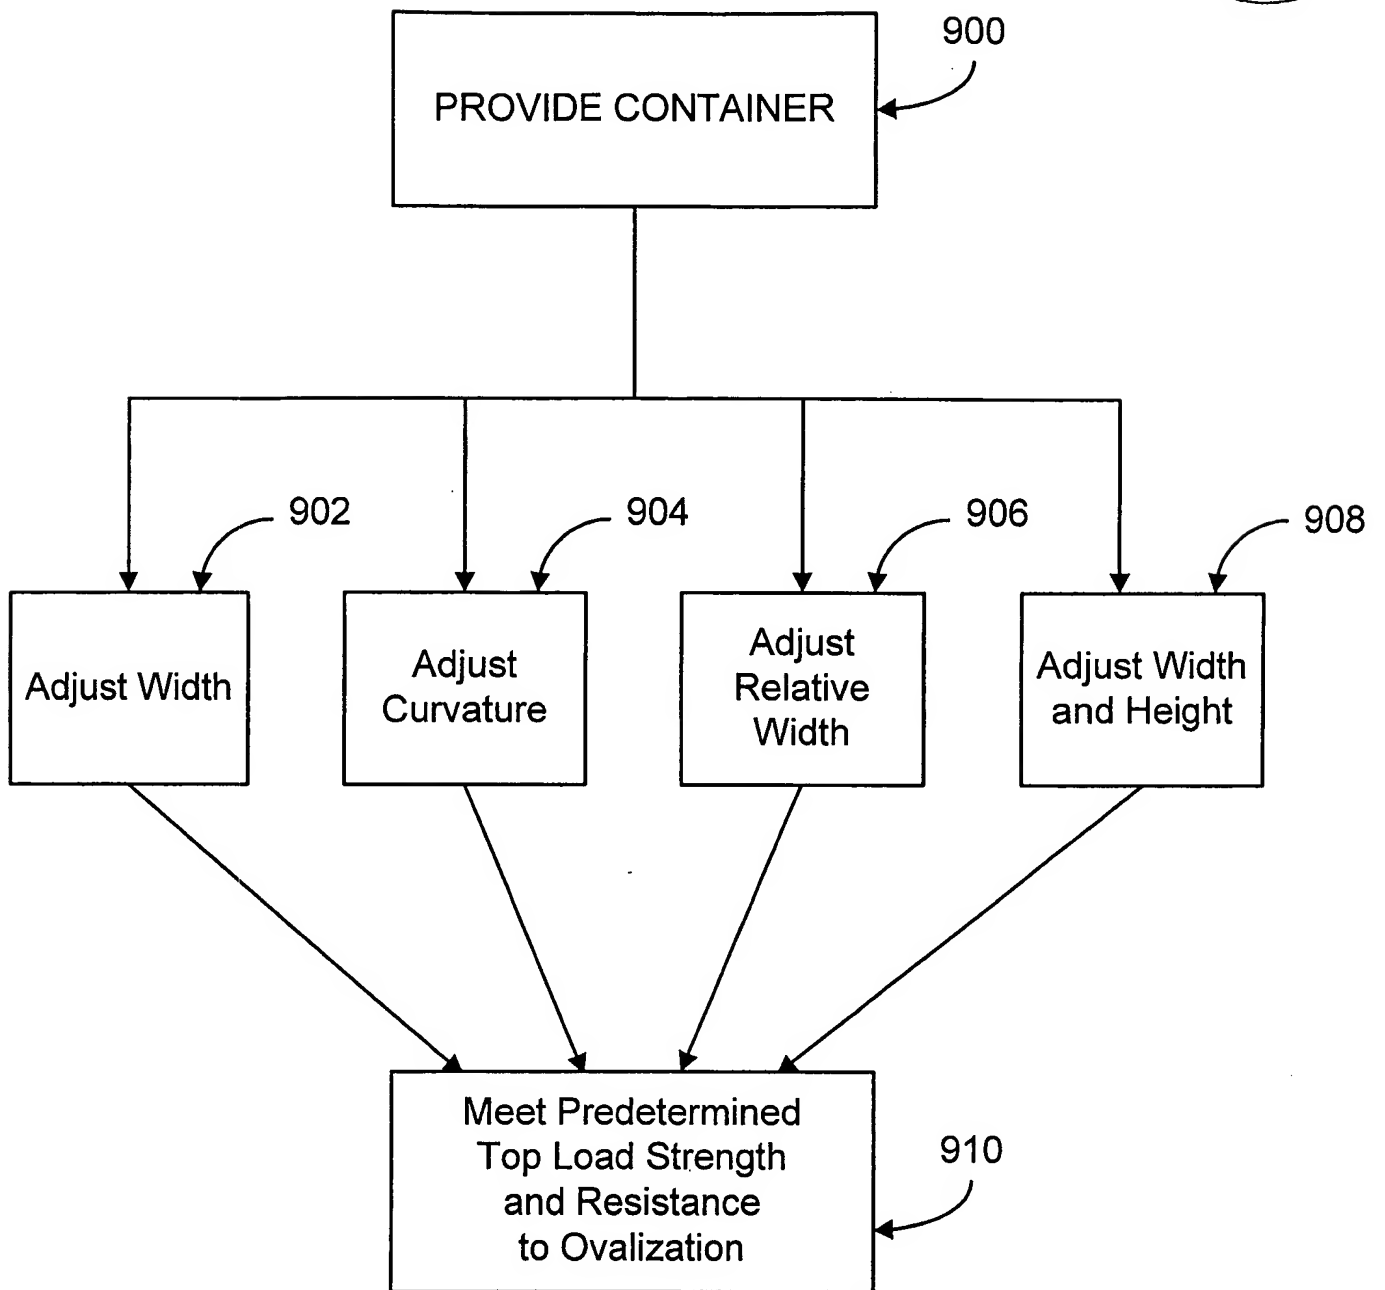 900
PROVIDE CONTAINER
902
904
906
908
Adjust Width
Adjust
Curvature
Adjust
Relative
Width
Adjust Width
and Height
Meet Predetermined
Top Load Strength
and Resistance
to Ovalization
910